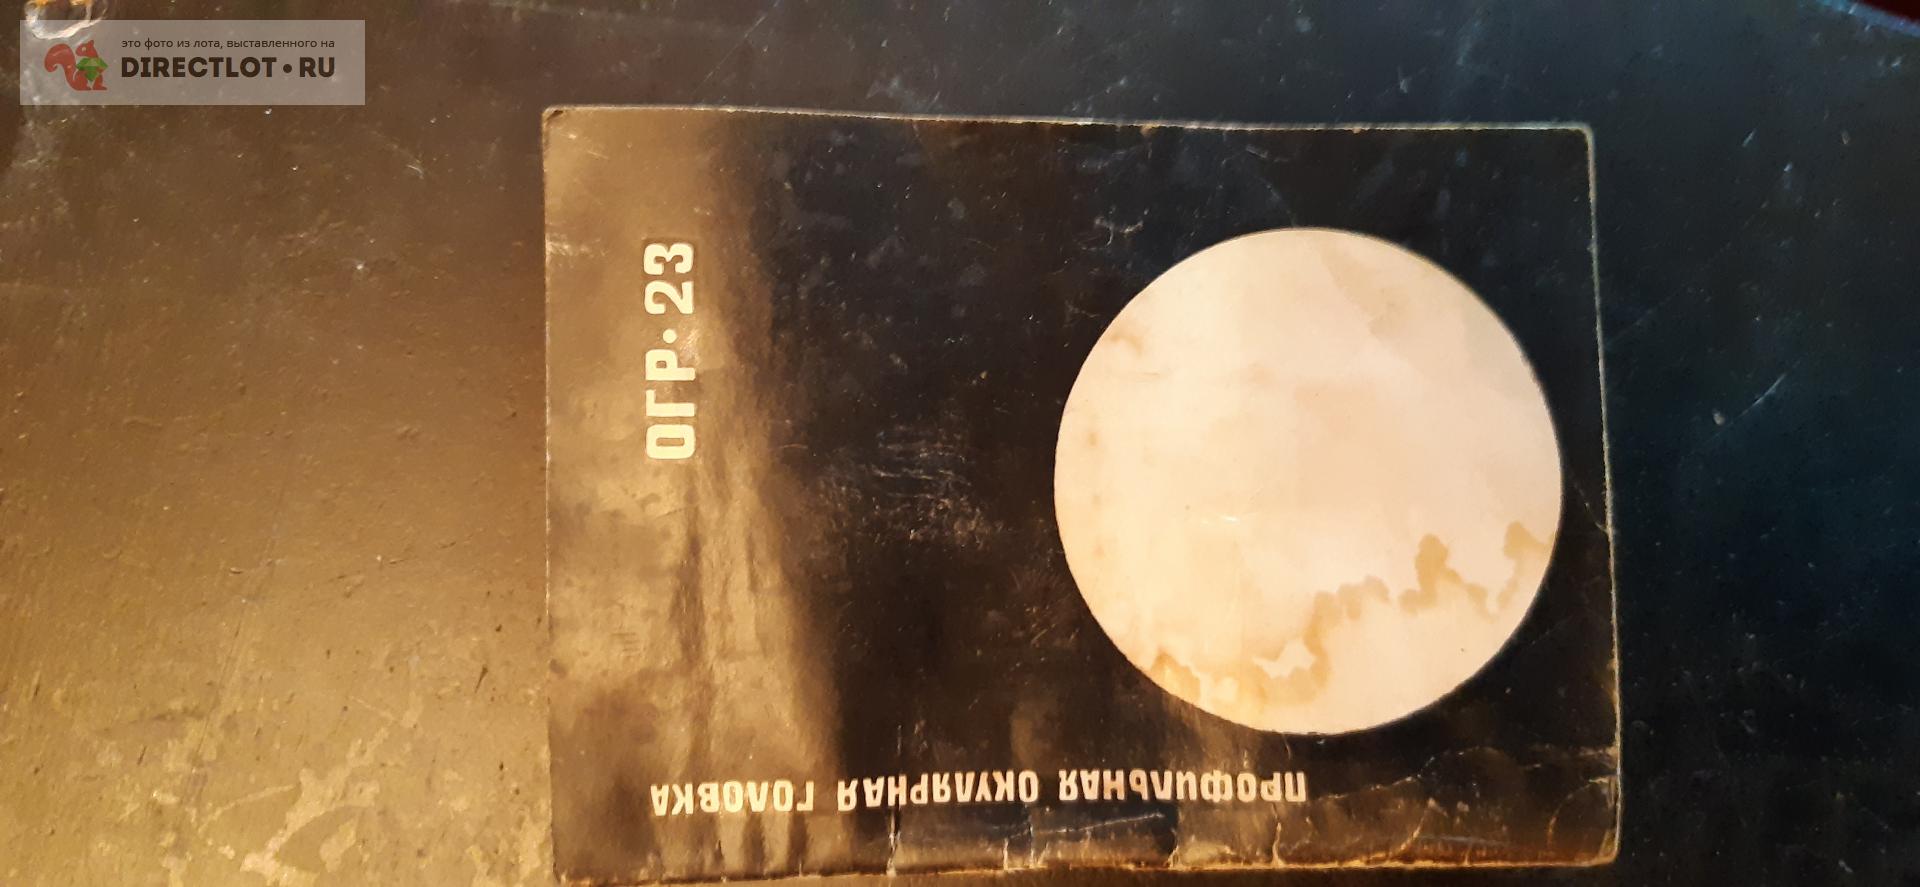 это фото из лота, выставленного на
DIRECTLOT•RU
ОГР·23
ПРОФИЛЬНАЯ ОКУЛЯРНАЯ ГОЛОВКА